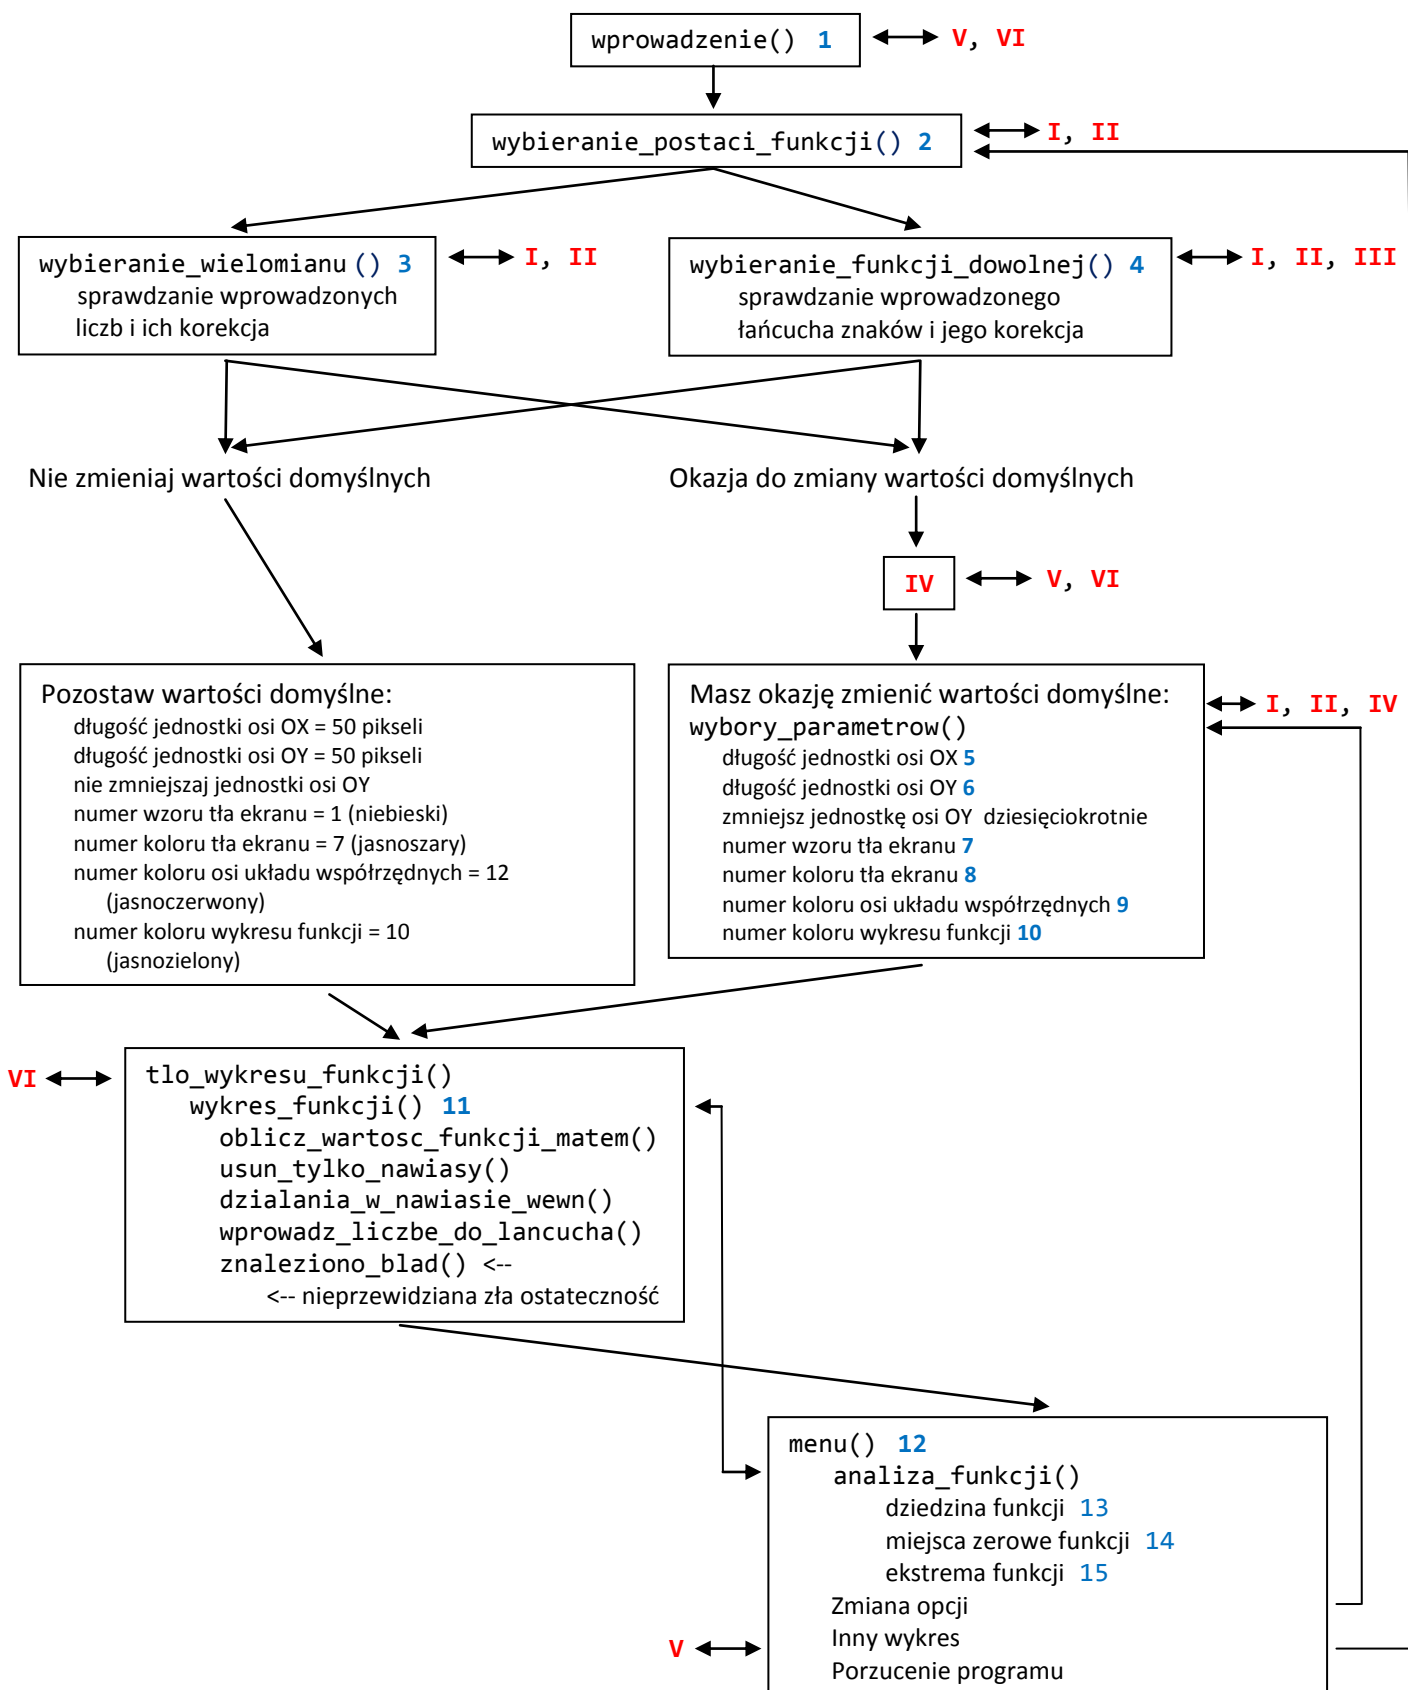 wprowadzenie() 1 V, VI
wybieranie_postaci_funkcji() 2 I, II
wybieranie_wielomianu () 3 I, II
sprawdzanie wprowadzonych
liczb i ich korekcja
wybieranie_funkcji_dowolnej() 4 I, II, III
sprawdzanie wprowadzonego
łańcucha znaków i jego korekcja
Nie zmieniaj wartości domyślnych
Okazja do zmiany wartości domyślnych
IV V, VI
Pozostaw wartości domyślne:
długość jednostki osi OX = 50 pikseli
długość jednostki osi OY = 50 pikseli
nie zmniejszaj jednostki osi OY
numer wzoru tła ekranu = 1 (niebieski)
numer koloru tła ekranu = 7 (jasnoszary)
numer koloru osi układu współrzędnych = 12
(jasnoczerwony)
numer koloru wykresu funkcji = 10
(jasnozielony)
Masz okazję zmienić wartości domyślne:
I, II, IV
wybory_parametrow()
długość jednostki osi OX 5
długość jednostki osi OY 6
zmniejsz jednostkę osi OY dziesięciokrotnie
numer wzoru tła ekranu 7
numer koloru tła ekranu 8
numer koloru osi układu współrzędnych 9
numer koloru wykresu funkcji 10
VI tlo_wykresu_funkcji()
wykres_funkcji() 11
oblicz_wartosc_funkcji_matem()
usun_tylko_nawiasy()
dzialania_w_nawiasie_wewn()
wprowadz_liczbe_do_lancucha()
znaleziono_blad() <--
<-- nieprzewidziana zła ostateczność
menu() 12
analiza_funkcji()
dziedzina funkcji 13
miejsca zerowe funkcji 14
ekstrema funkcji 15
Zmiana opcji
V Inny wykres
Porzucenie programu